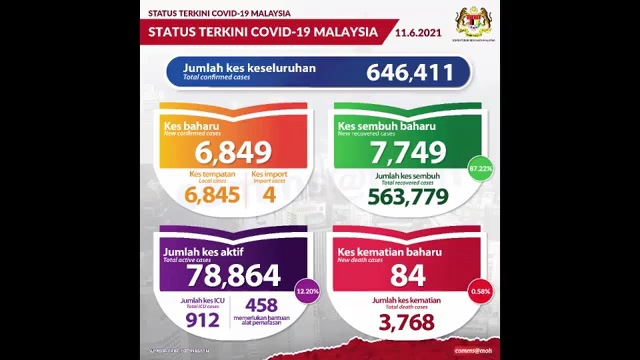 STATUS TERKINI COVID-19 MALAYSIA
STATUS TERKINI COVID-19 MALAYSIA 11.6.2021
Jumlah kes keseluruhan
Total confirmed cases
646,411
Kes baharu
New confirmed cases
6,849
Kes tempatan
Local cases
6,845
Kes import
Import cases
4
Kes sembuh baharu
New recovered cases
7,749
Jumlah kes sembuh
Total recovered cases
563,779
87.22%
Jumlah kes aktif
Total active cases
78,864
12.20%
Jumlah kes ICU
Total ICU cases
912
458
memerlukan bantuan
alat pernafasan
Kes kematian baharu
New death cases
84
0.58%
Jumlah kes kematian
Total death cases
3,768
comms@moh